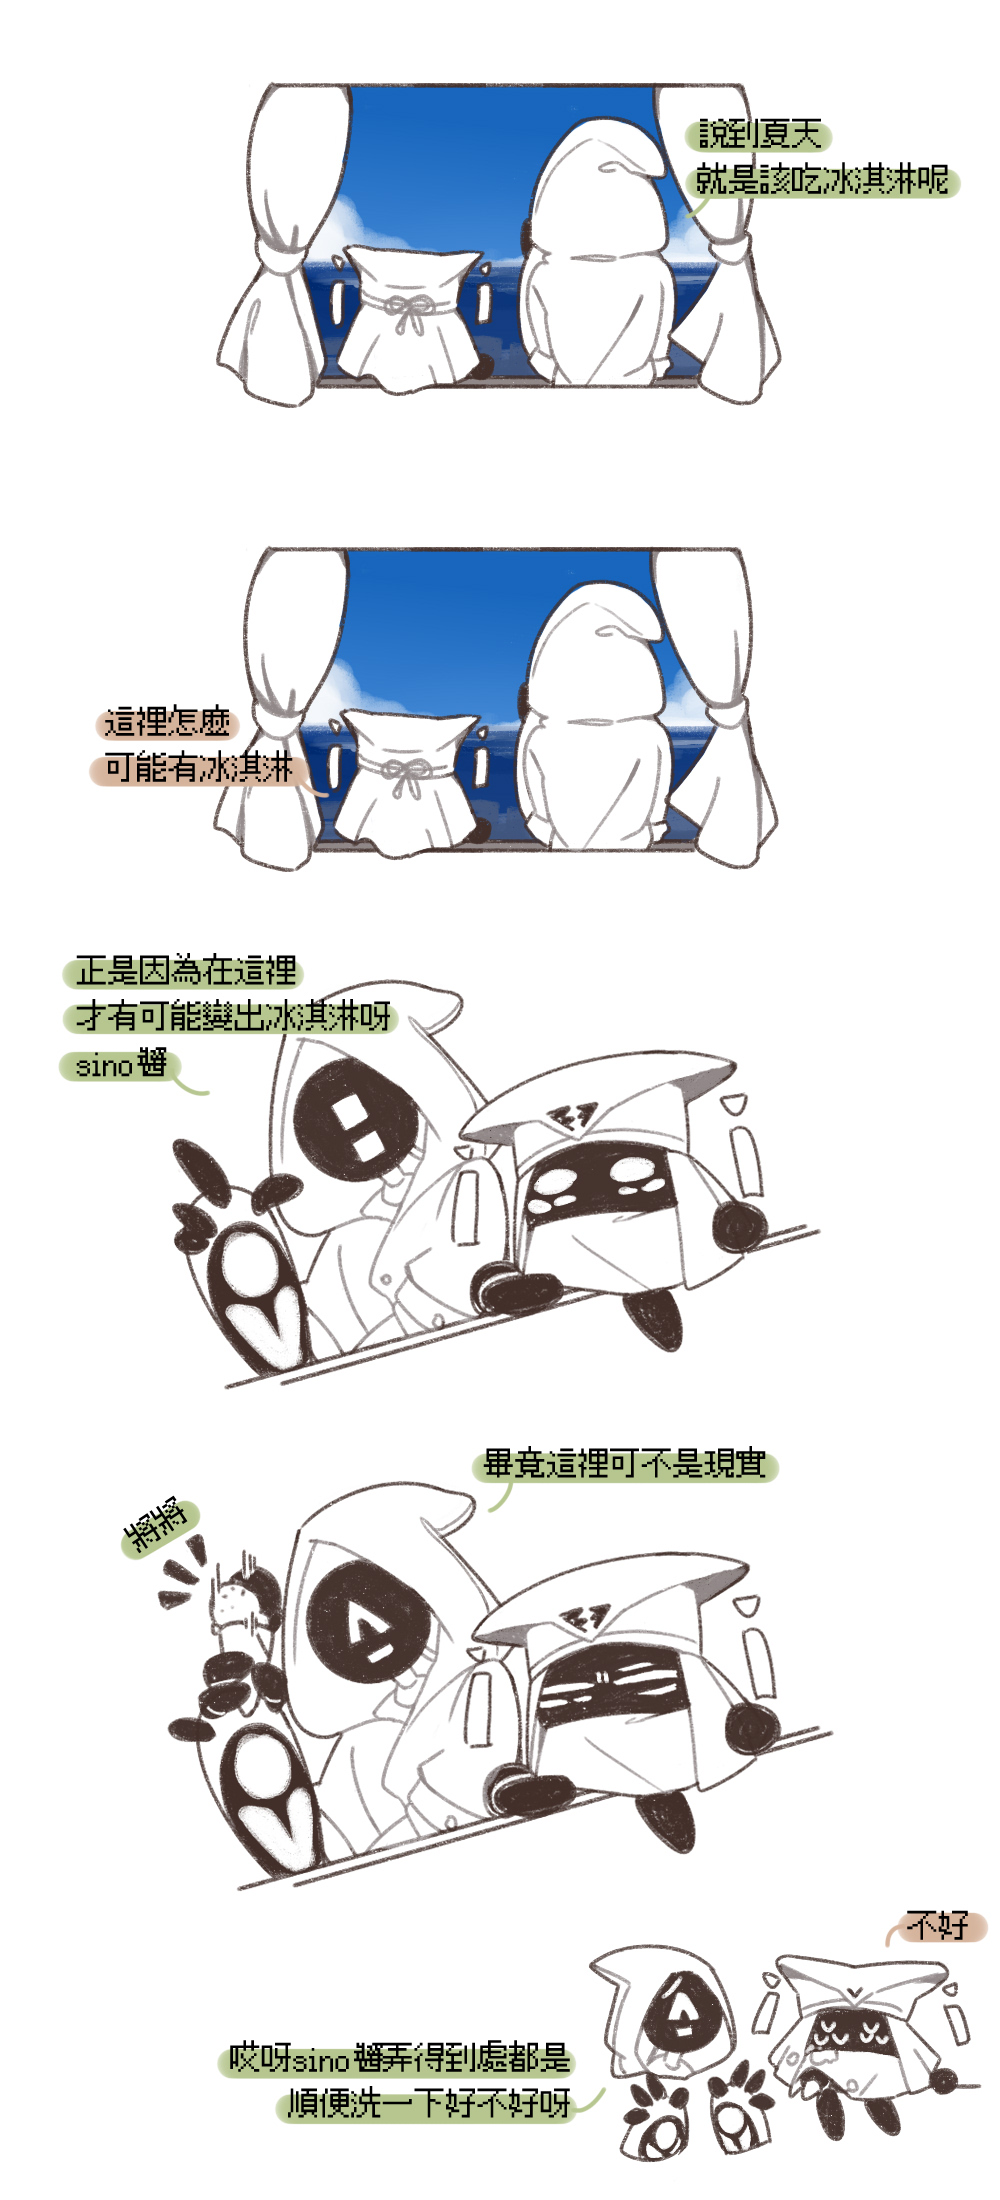 說到夏天
就是該吃冰淇淋呢
這裡怎麼
可能有冰淇淋
正是因為在這裡
才有可能變出冰淇淋呀
sino醬
畢竟這裡可不是現實
將將
不好
哎呀sino醬弄得到處都是
順便洗一下好不好呀